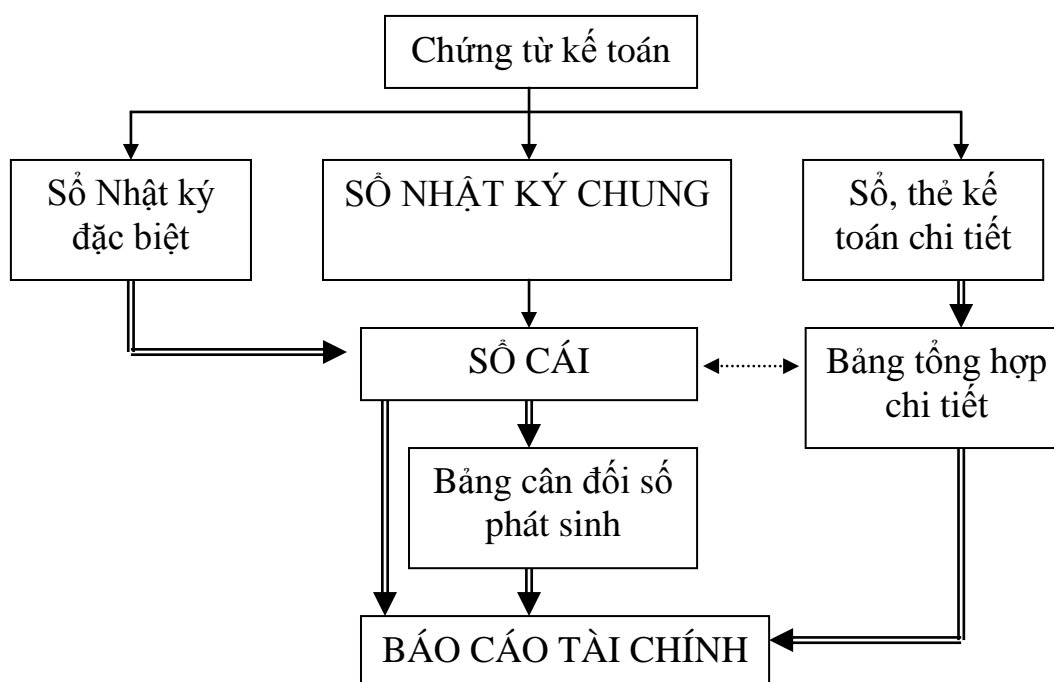 Chứng từ kế toán
Sổ Nhật ký
đặc biệt
SỔ NHẬT KÝ CHUNG
Sổ, thẻ kế
toán chi tiết
SỔ CÁI
Bảng tổng hợp
chi tiết
Bảng cân đối số
phát sinh
BÁO CÁO TÀI CHÍNH